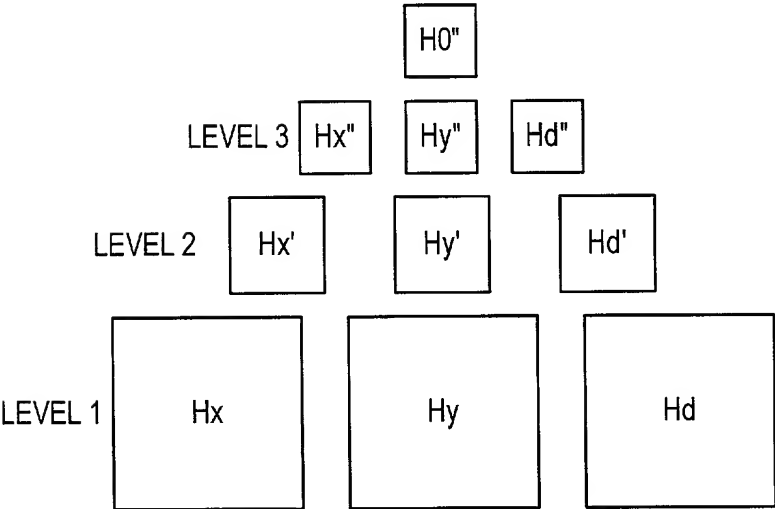 H0"
LEVEL 3 Hx" Hy" Hd"
LEVEL 2 Hx' Hy' Hd'
LEVEL 1 Hx Hy Hd